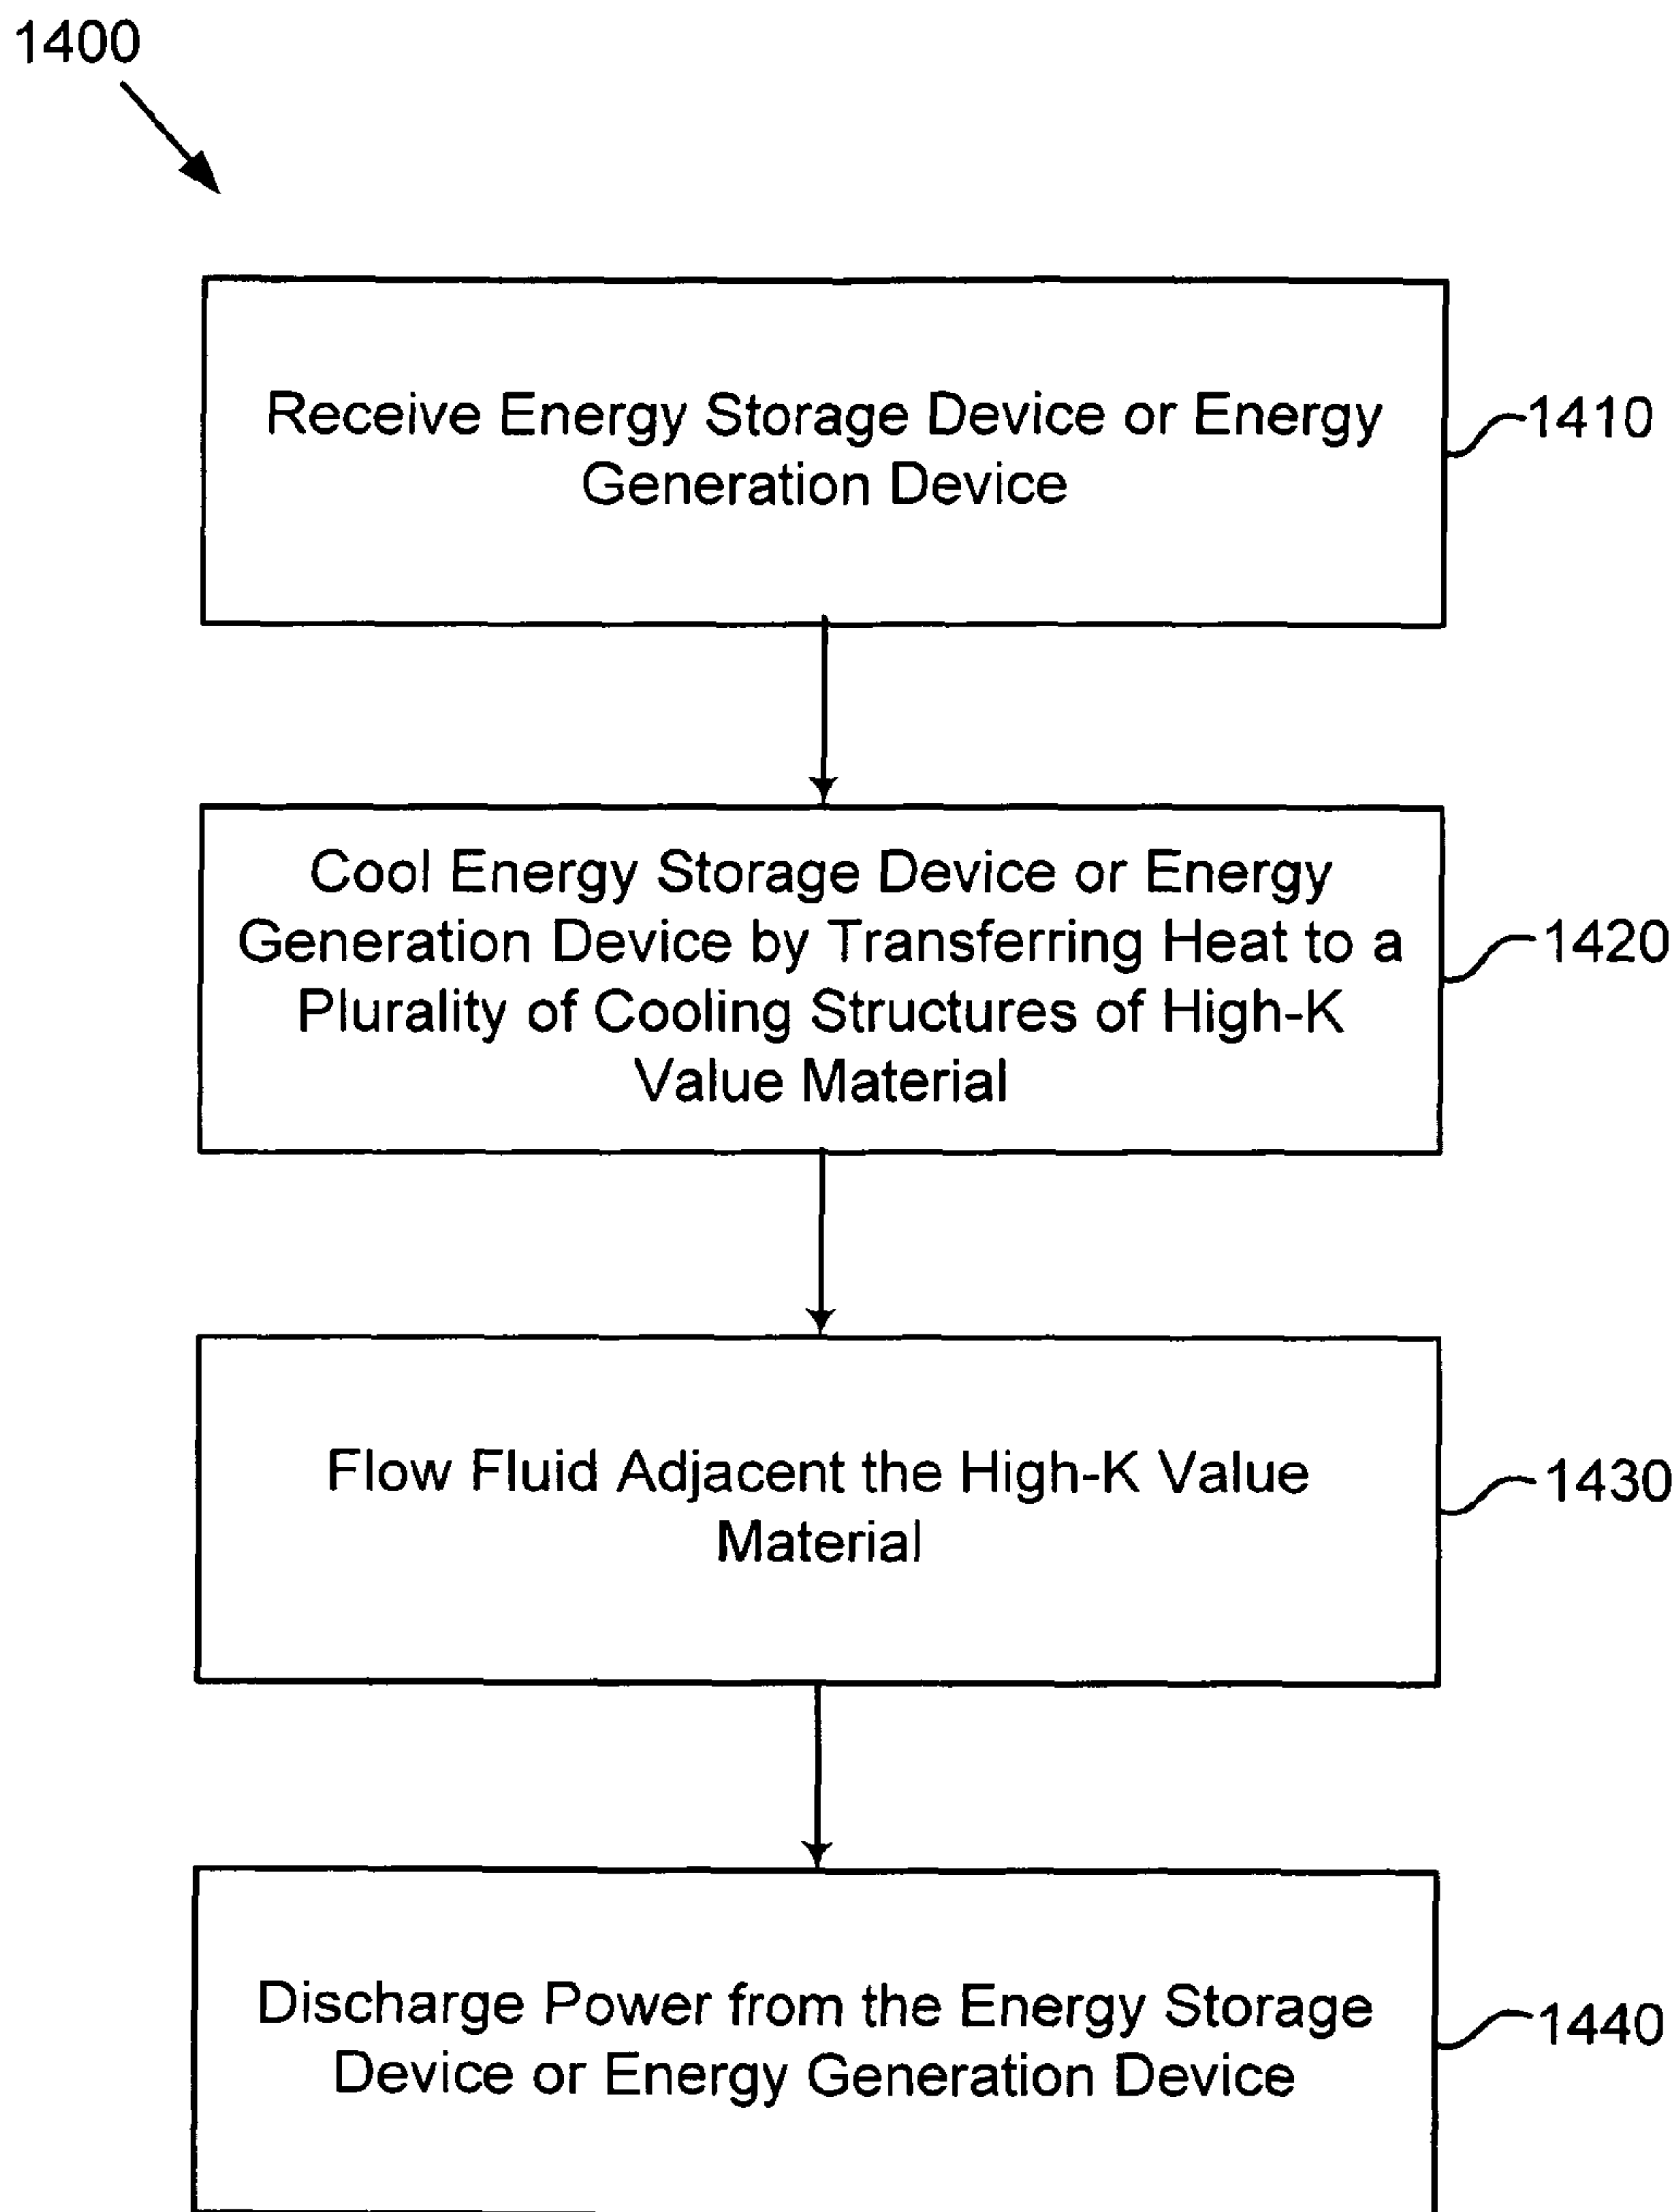 1400
Receive Energy Storage Device or Energy
Generation Device
1410
Cool Energy Storage Device or Energy
Generation Device by Transferring Heat to a
Plurality of Cooling Structures of High-K
Value Material
1420
Flow Fluid Adjacent the High-K Value
Material
1430
Discharge Power from the Energy Storage
Device or Energy Generation Device
1440